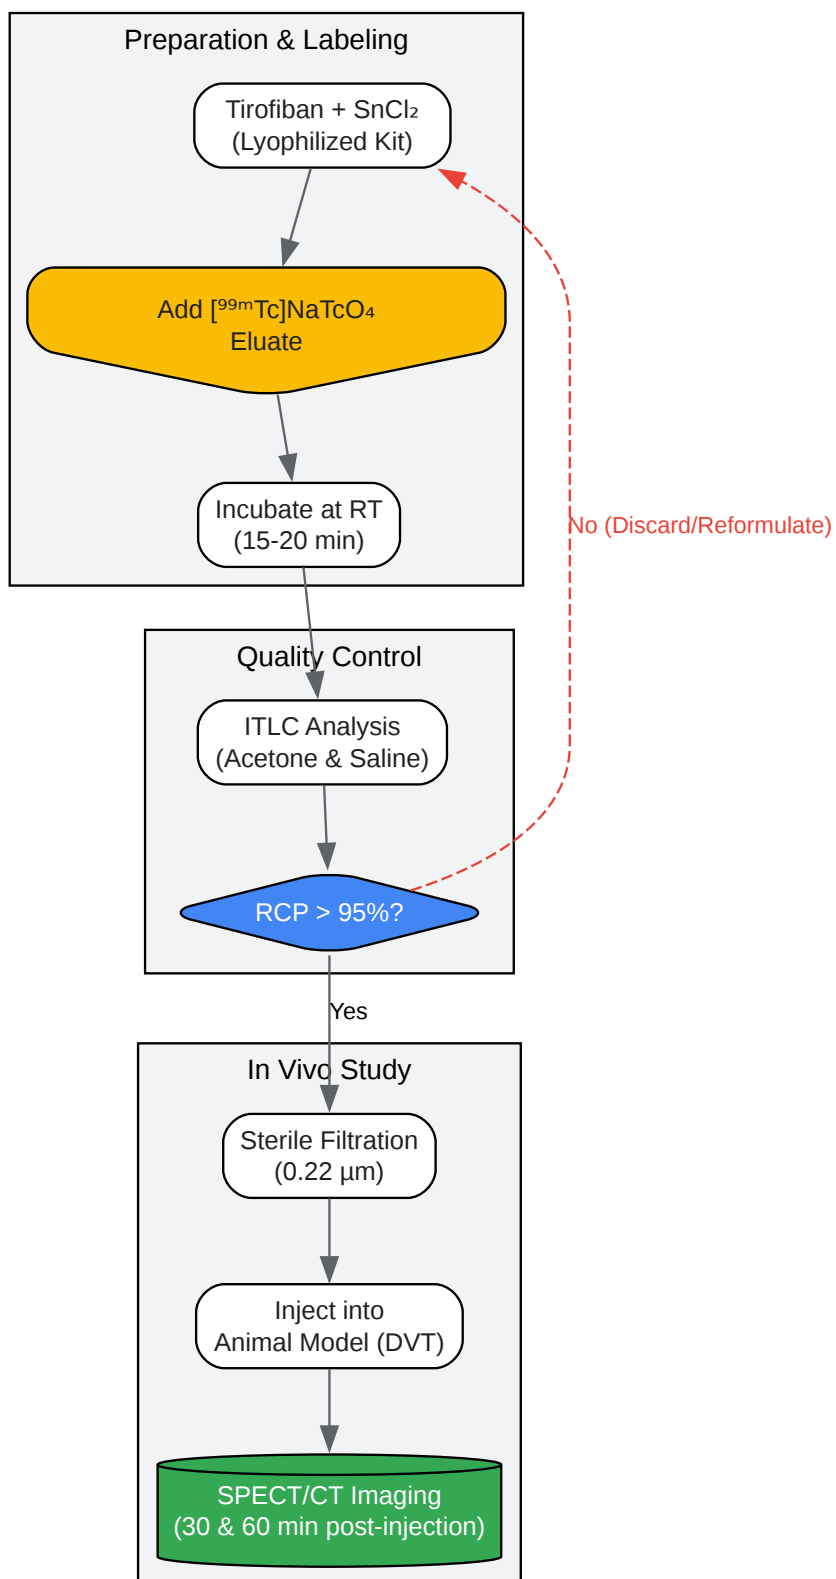 Preparation & Labeling
Tirofiban + SnCl₂
(Lyophilized Kit)
Add [⁹⁹ᵐTc]NaTcO₄
Eluate
Incubate at RT
(15-20 min)
No (Discard/Reformulate)
Quality Control
ITLC Analysis
(Acetone & Saline)
RCP > 95%?
Yes
In Vivo Study
Sterile Filtration
(0.22 µm)
Inject into
Animal Model (DVT)
SPECT/CT Imaging
(30 & 60 min post-injection)